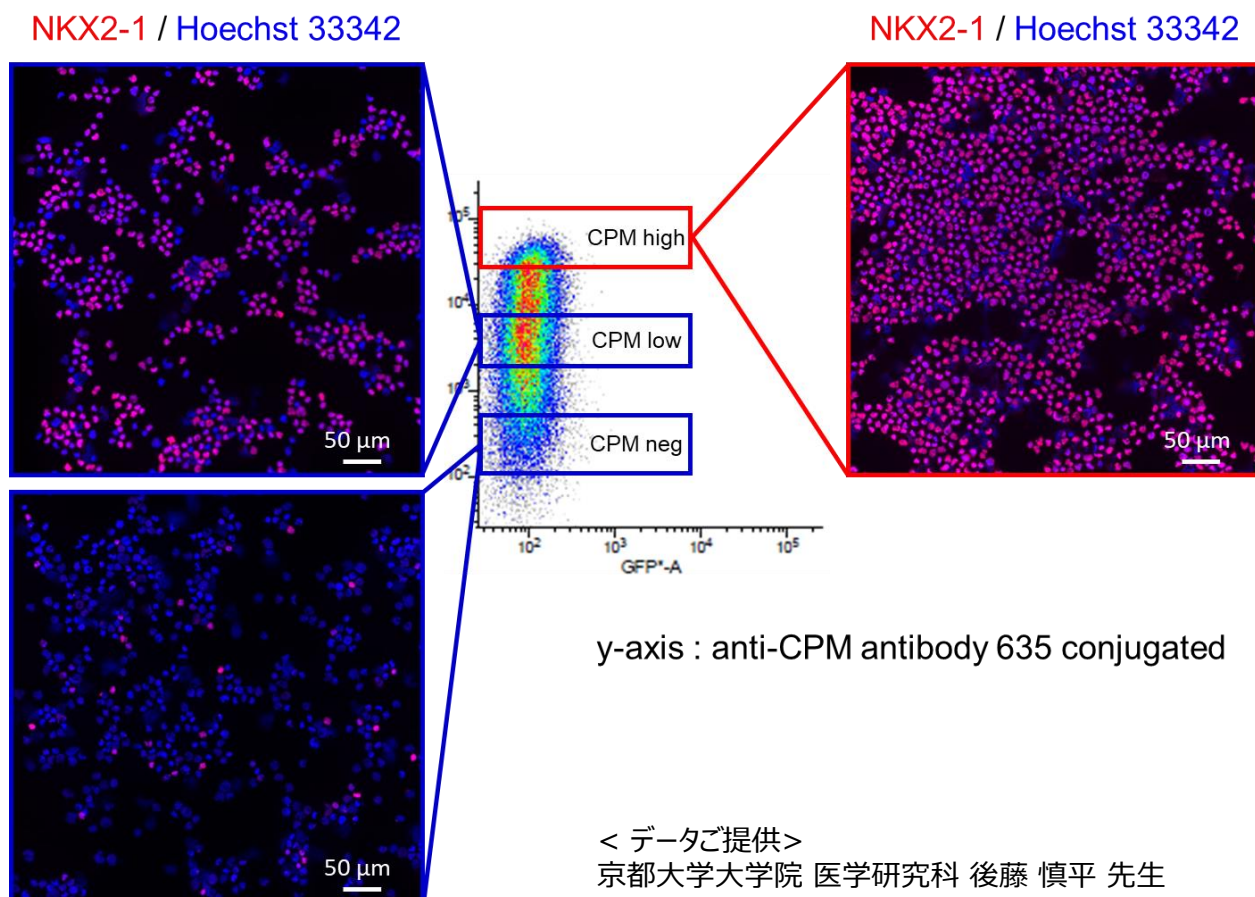 NKX2-1 / Hoechst 33342
NKX2-1 / Hoechst 33342
50 µm
10⁵
CPM high
10⁴
CPM low
10³
CPM neg
10²
50 µm
10² 10³ 10⁴ 10⁵
GFP*-A
y-axis : anti-CPM antibody 635 conjugated
50 µm
< データご提供>
京都大学大学院 医学研究科 後藤 慎平 先生